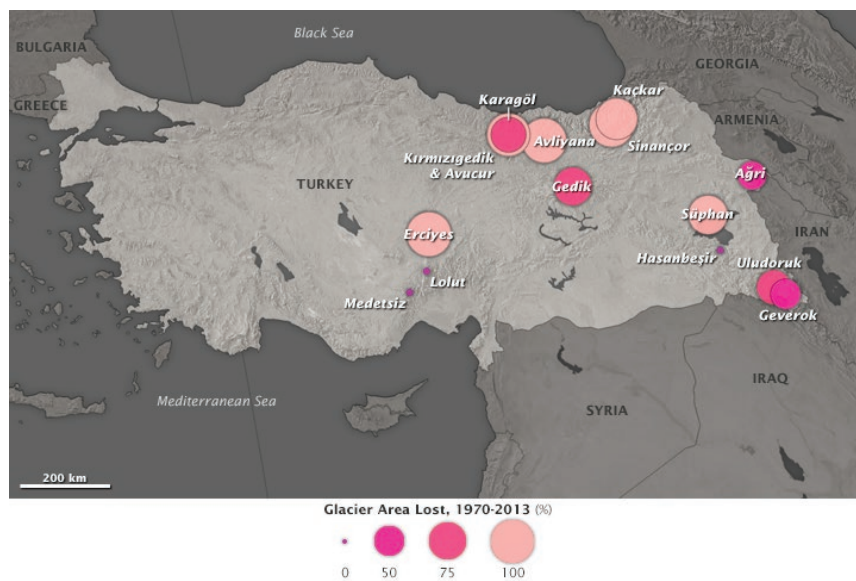 Black Sea
BULGARIA
GREECE
GEORGIA
Kaçkar
Karagöl
ARMENIA
Avliyana
Sinançor
Kırmızıgedik
& Avucur
Ağri
TURKEY
Gedik
Süphan
IRAN
Erciyes
Hasanbeşir
Uludoruk
Lolut
Medetsiz
Geverok
IRAQ
Mediterranean Sea
SYRIA
200 km
Glacier Area Lost, 1970-2013 (%)
0 50 75 100